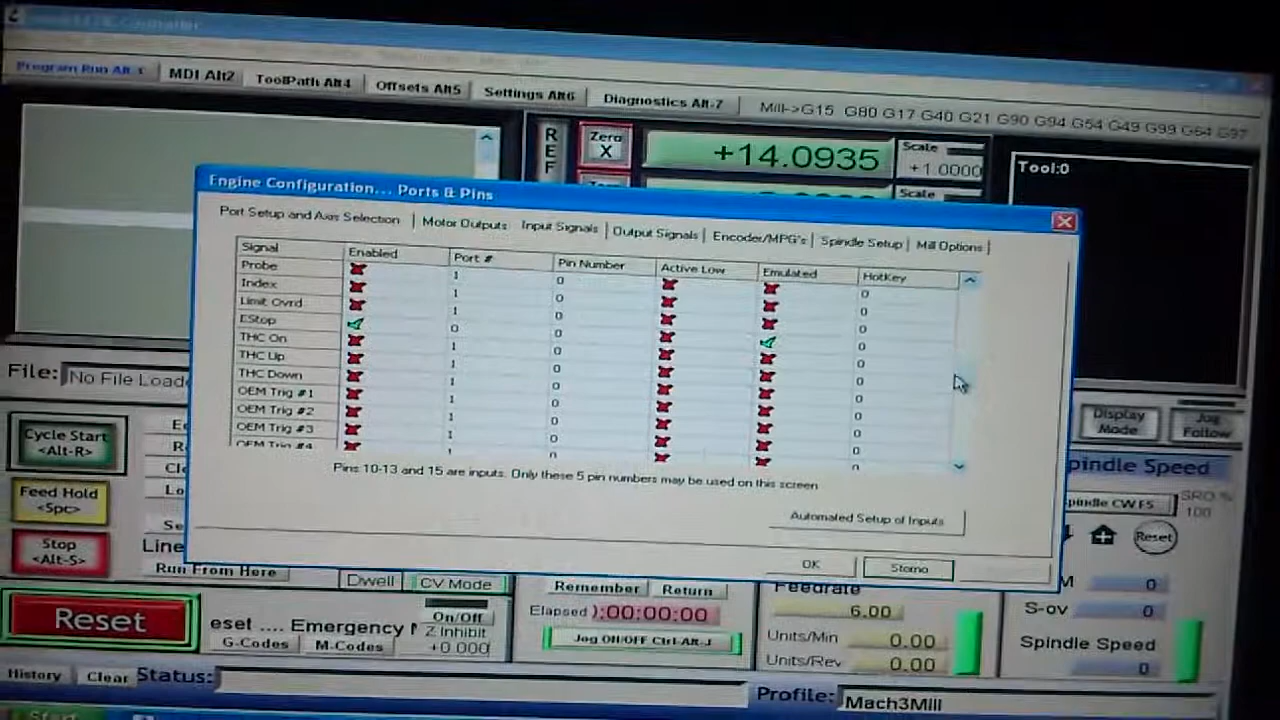 Program Run Alt-1 MDI Alt2 ToolPath Alt4 Offsets Alt5 Settings Alt6 Diagnostics Alt-7 Mill->G15 G80 G17 G40 G21 G90 G94 G54 G49 G99 G64 G97
REF
Zero X
+14.0935
Scale
+1.0000
Scale
Tool:0
Engine Configuration... Ports & Pins
Port Setup and Axis Selection Motor Outputs Input Signals Output Signals Encoder/MPG's Spindle Setup Mill Options
Signal Enabled Port # Pin Number Active Low Emulated HotKey
Probe 1 0 0
Index 1 0 0
Limit Ovrd 1 0 0
EStop 0 0 0
THC On 1 0 0
THC Up 1 0 0
THC Down 1 0 0
OEM Trig #1 1 0 0
OEM Trig #2 1 0 0
OEM Trig #3 1 0 0
OEM Trig #4 1 0 0
Pins 10-13 and 15 are inputs. Only these 5 pin numbers may be used on this screen
Automated Setup of Inputs
OK Storno
File: No File Loade
Cycle Start
<Alt-R>
Feed Hold
<Spc>
Stop
<Alt-S>
Line
Run From Here
Reset
eset .... Emergency
G-Codes M-Codes
Dwell CV Mode
On/Off
Z Inhibit
+0.000
Remember Return
Elapsed 00:00:00
Jog ON/OFF Ctrl-Alt-J
Feedrate
6.00
Units/Min 0.00
Units/Rev 0.00
Display Mode
Jog Follow
pindle Speed
pindle CW F5
SRO %
100
Reset
M 0
S-ov 0
Spindle Speed
0
History Clear Status:
Profile: Mach3Mill